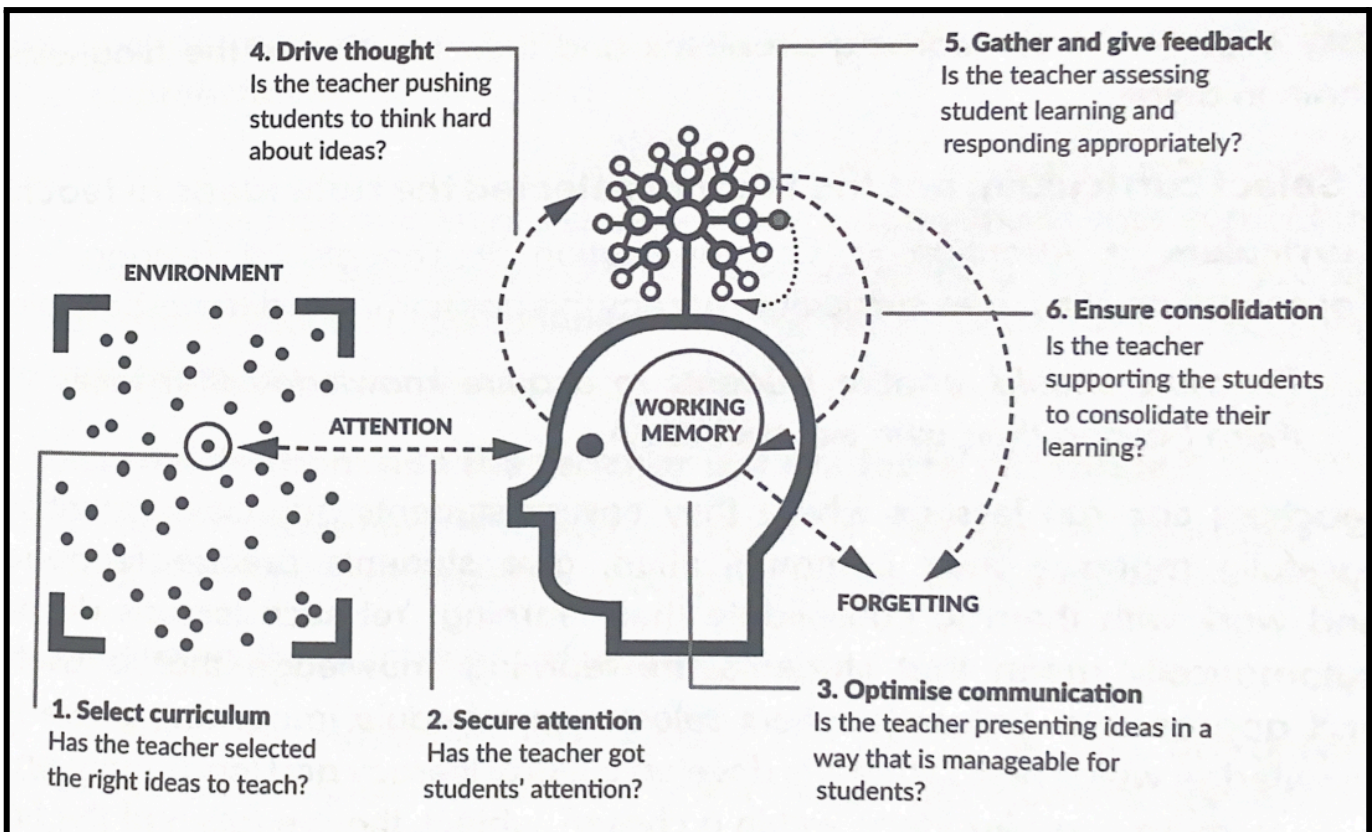 4. Drive thought
Is the teacher pushing
students to think hard
about ideas?
5. Gather and give feedback
Is the teacher assessing
student learning and
responding appropriately?
ENVIRONMENT
6. Ensure consolidation
Is the teacher
supporting the students
to consolidate their
learning?
ATTENTION
WORKING
MEMORY
FORGETTING
1. Select curriculum
Has the teacher selected
the right ideas to teach?
2. Secure attention
Has the teacher got
students' attention?
3. Optimise communication
Is the teacher presenting ideas in a
way that is manageable for
students?